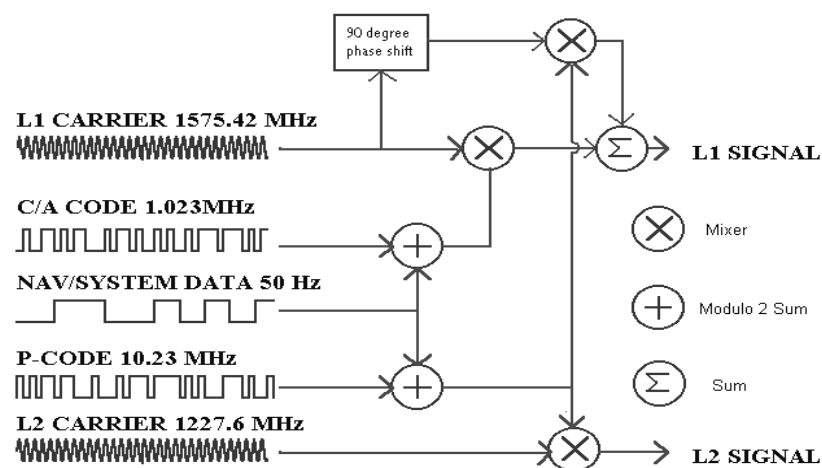 90 degree
phase shift
L1 CARRIER 1575.42 MHz
L1 SIGNAL
C/A CODE 1.023MHz
Mixer
NAV/SYSTEM DATA 50 Hz
Modulo 2 Sum
P-CODE 10.23 MHz
Σ
Sum
L2 CARRIER 1227.6 MHz
L2 SIGNAL